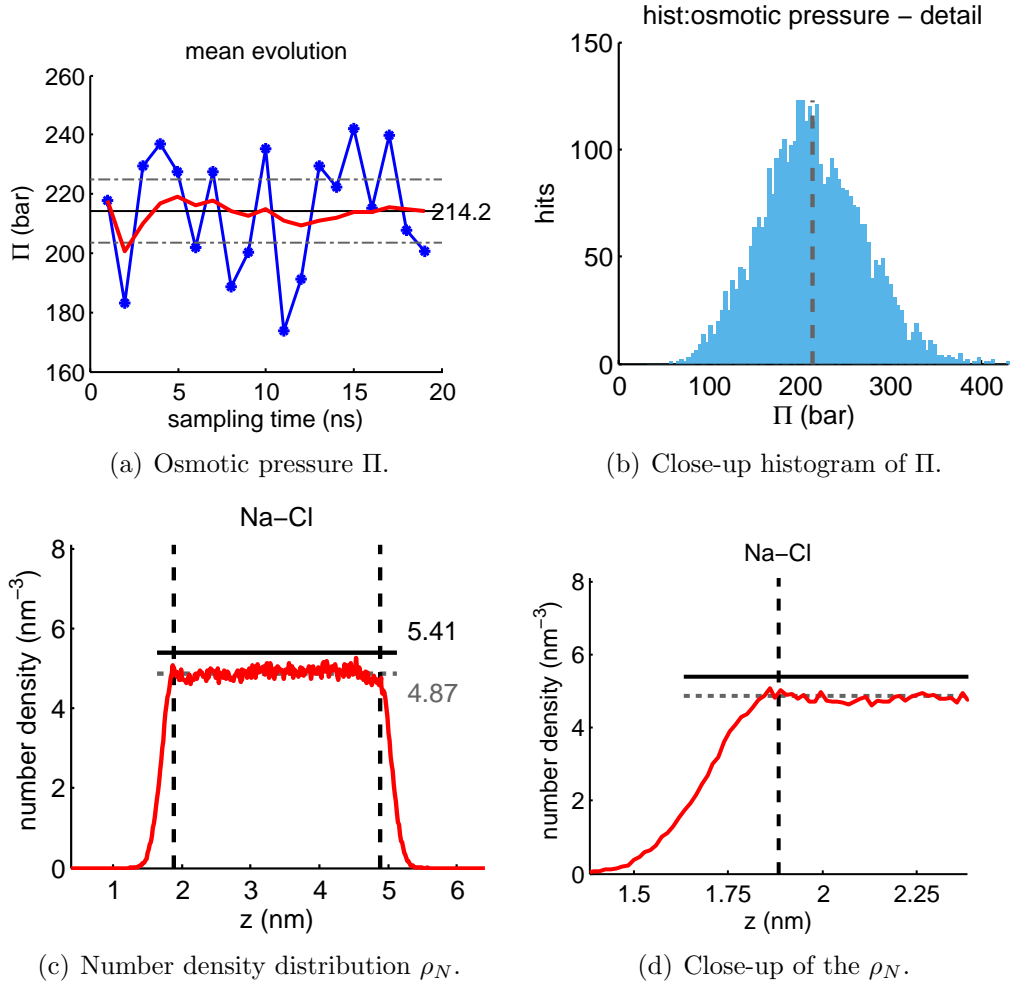 mean evolution
260
240
220
200
180
160
Π (bar)
214.2
0 5 10 15 20
sampling time (ns)
(a) Osmotic pressure Π.
hist:osmotic pressure – detail
150
100
50
0
hits
0 100 200 300 400
Π (bar)
(b) Close-up histogram of Π.
Na–Cl
8
6
4
2
0
number density (nm⁻³)
5.41
4.87
1 2 3 4 5 6
z (nm)
(c) Number density distribution ρ_N.
Na–Cl
8
6
4
2
0
number density (nm⁻³)
1.5 1.75 2 2.25
z (nm)
(d) Close-up of the ρ_N.